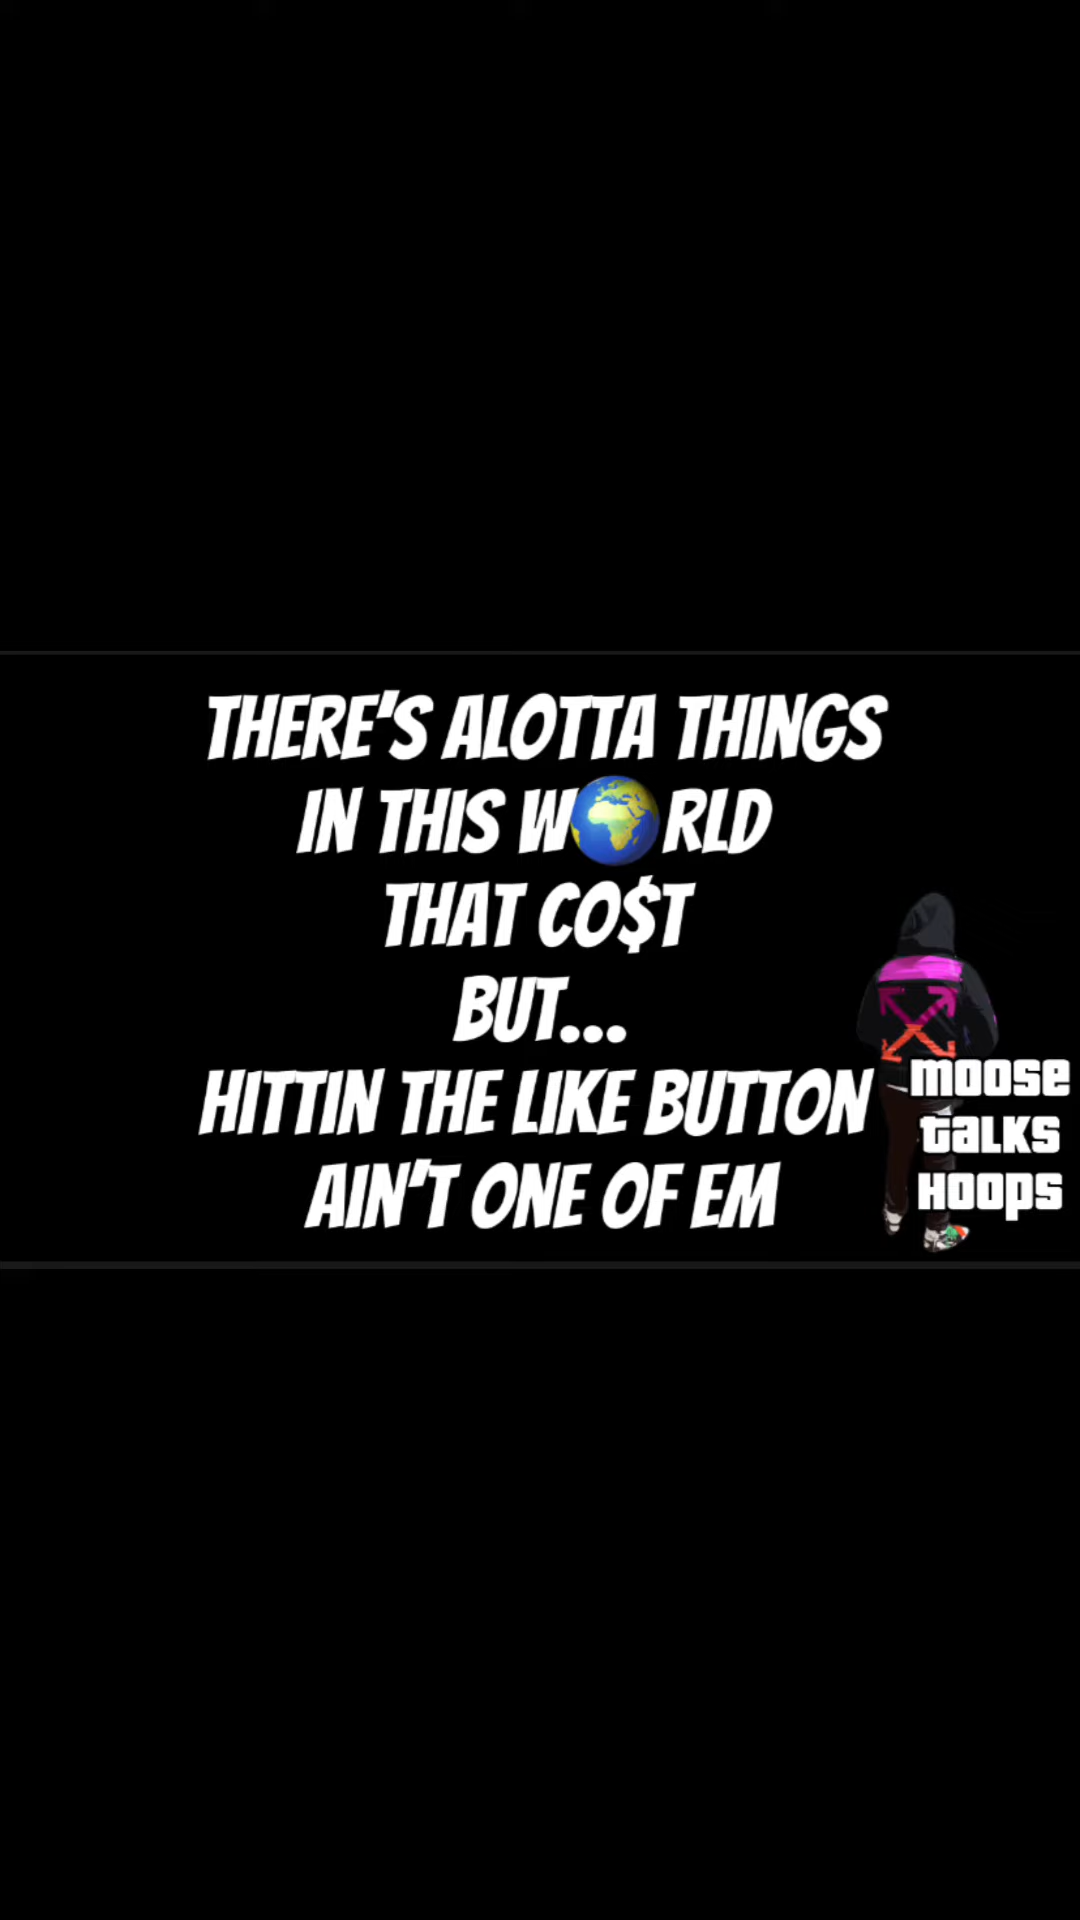 THERE'S ALOTTA THINGS
IN THIS W🌍RLD
THAT CO$T
BUT...
HITTIN THE LIKE BUTTON
AIN'T ONE OF EM
MOOSE
TALKS
HOOPS